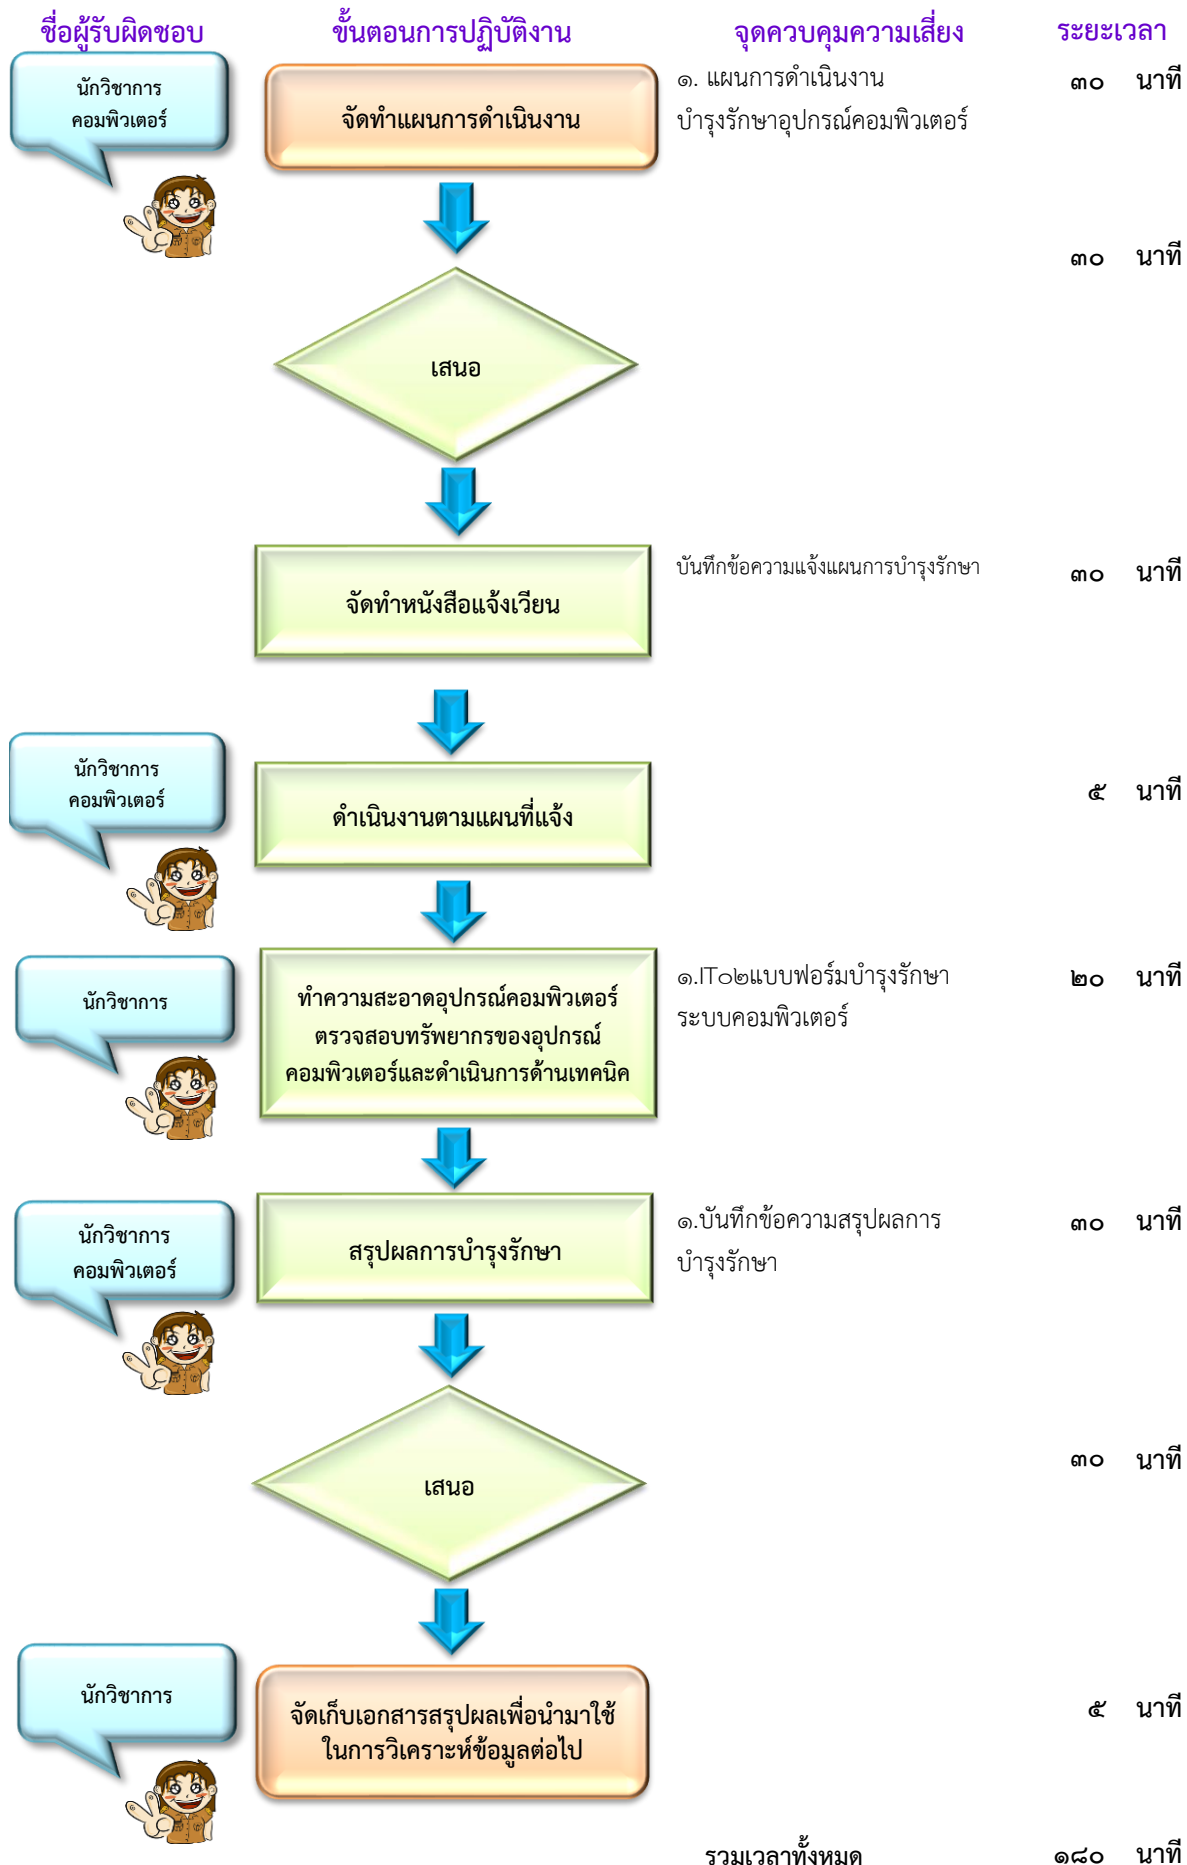 ชื่อผู้รับผิดชอบ ขั้นตอนการปฏิบัติงาน จุดควบคุมความเสี่ยง ระยะเวลา
นักวิชาการ
คอมพิวเตอร์
จัดทำแผนการดำเนินงาน
๑. แผนการดำเนินงาน
บำรุงรักษาอุปกรณ์คอมพิวเตอร์
๓๐ นาที
เสนอ
๓๐ นาที
จัดทำหนังสือแจ้งเวียน
บันทึกข้อความแจ้งแผนการบำรุงรักษา
๓๐ นาที
นักวิชาการ
คอมพิวเตอร์
ดำเนินงานตามแผนที่แจ้ง
๕ นาที
นักวิชาการ
ทำความสะอาดอุปกรณ์คอมพิวเตอร์
ตรวจสอบทรัพยากรของอุปกรณ์
คอมพิวเตอร์และดำเนินการด้านเทคนิค
๑.IT๐๒แบบฟอร์มบำรุงรักษา
ระบบคอมพิวเตอร์
๒๐ นาที
นักวิชาการ
คอมพิวเตอร์
สรุปผลการบำรุงรักษา
๑.บันทึกข้อความสรุปผลการ
บำรุงรักษา
๓๐ นาที
เสนอ
๓๐ นาที
นักวิชาการ
จัดเก็บเอกสารสรุปผลเพื่อนำมาใช้
ในการวิเคราะห์ข้อมูลต่อไป
๕ นาที
รวมเวลาทั้งหมด ๑๘๐ นาที